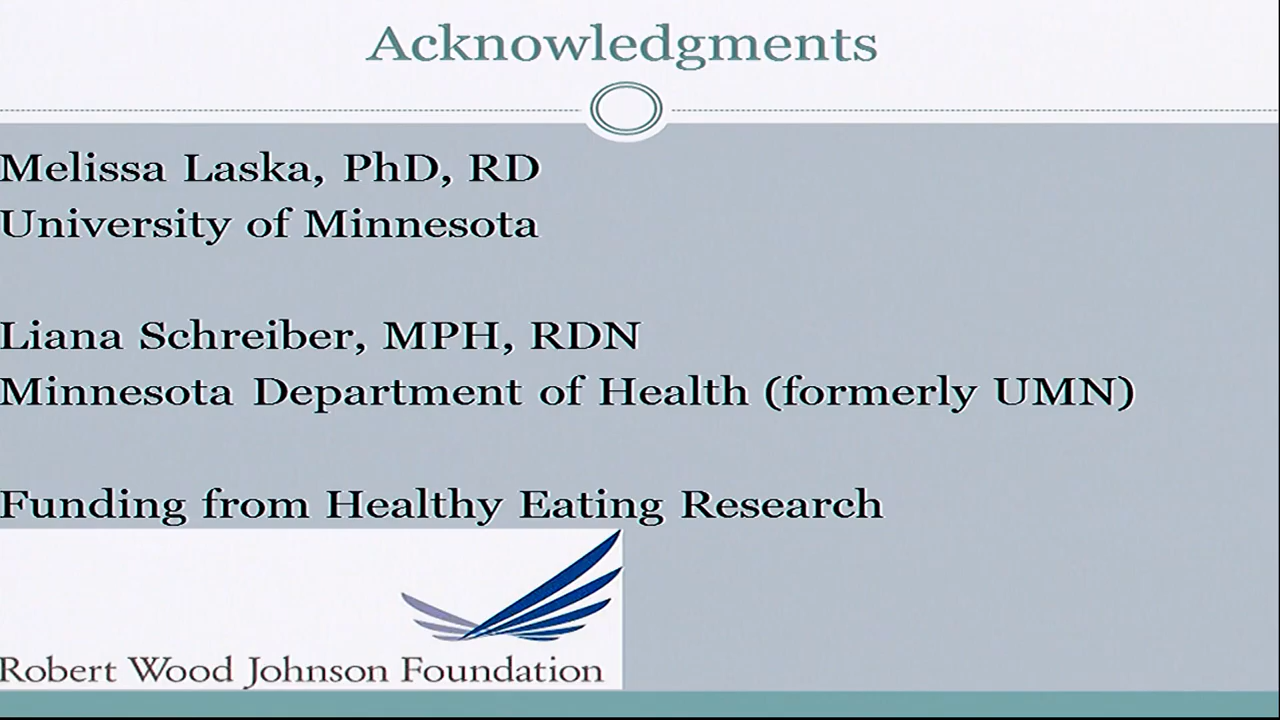 Acknowledgments
Melissa Laska, PhD, RD
University of Minnesota
Liana Schreiber, MPH, RDN
Minnesota Department of Health (formerly UMN)
Funding from Healthy Eating Research
Robert Wood Johnson Foundation